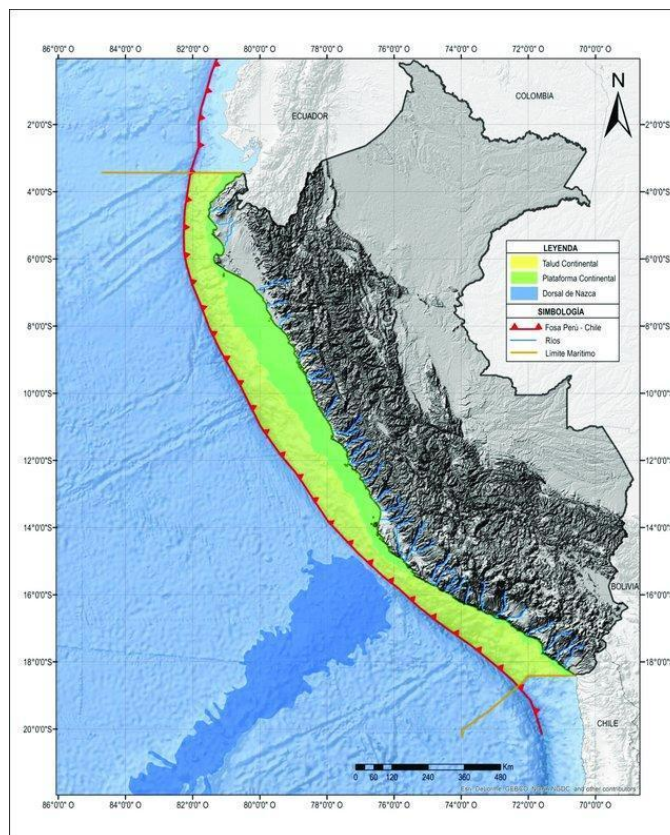 86°0'0"O 84°0'0"O 82°0'0"O 80°0'0"O 78°0'0"O 76°0'0"O 74°0'0"O 72°0'0"O 70°0'0"O 68°0'0"O
N
COLOMBIA
ECUADOR
2°0'0"S 2°0'0"S
4°0'0"S 4°0'0"S
6°0'0"S 6°0'0"S
8°0'0"S 8°0'0"S
10°0'0"S 10°0'0"S
12°0'0"S 12°0'0"S
14°0'0"S 14°0'0"S
16°0'0"S 16°0'0"S
18°0'0"S 18°0'0"S
20°0'0"S 20°0'0"S
LEYENDA
Talud Continental
Plataforma Continental
Dorsal de Nazca
SIMBOLOGÍA
Fosa Perú - Chile
Ríos
Límite Marítimo
BOLIVIA
CHILE
Km
0 60 120 240 360 480
and other contributors
86°0'0"O 84°0'0"O 82°0'0"O 80°0'0"O 78°0'0"O 76°0'0"O 74°0'0"O 72°0'0"O 70°0'0"O